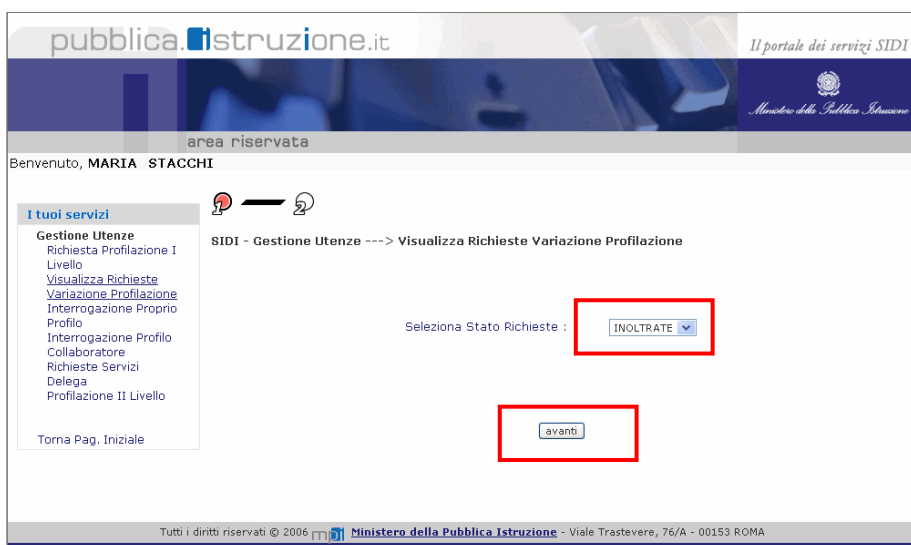 pubblica.istruzione.it
Il portale dei servizi SIDI
Ministero della Pubblica Istruzione
area riservata
Benvenuto, MARIA STACCHI
1 2
I tuoi servizi
Gestione Utenze
Richiesta Profilazione I
Livello
Visualizza Richieste
Variazione Profilazione
Interrogazione Proprio
Profilo
Interrogazione Profilo
Collaboratore
Richieste Servizi
Delega
Profilazione II Livello
Torna Pag. Iniziale
SIDI - Gestione Utenze ---> Visualizza Richieste Variazione Profilazione
Seleziona Stato Richieste : INOLTRATE
avanti
Tutti i diritti riservati © 2006 mpi Ministero della Pubblica Istruzione - Viale Trastevere, 76/A - 00153 ROMA